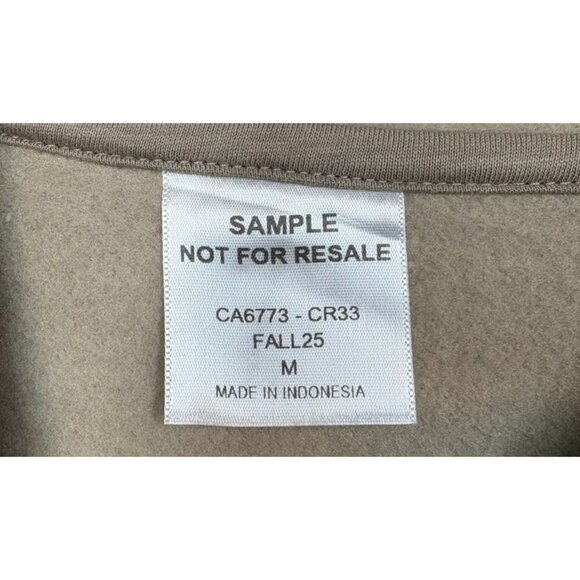 SAMPLE
NOT FOR RESALE
CA6773 - CR33
FALL25
M
MADE IN INDONESIA